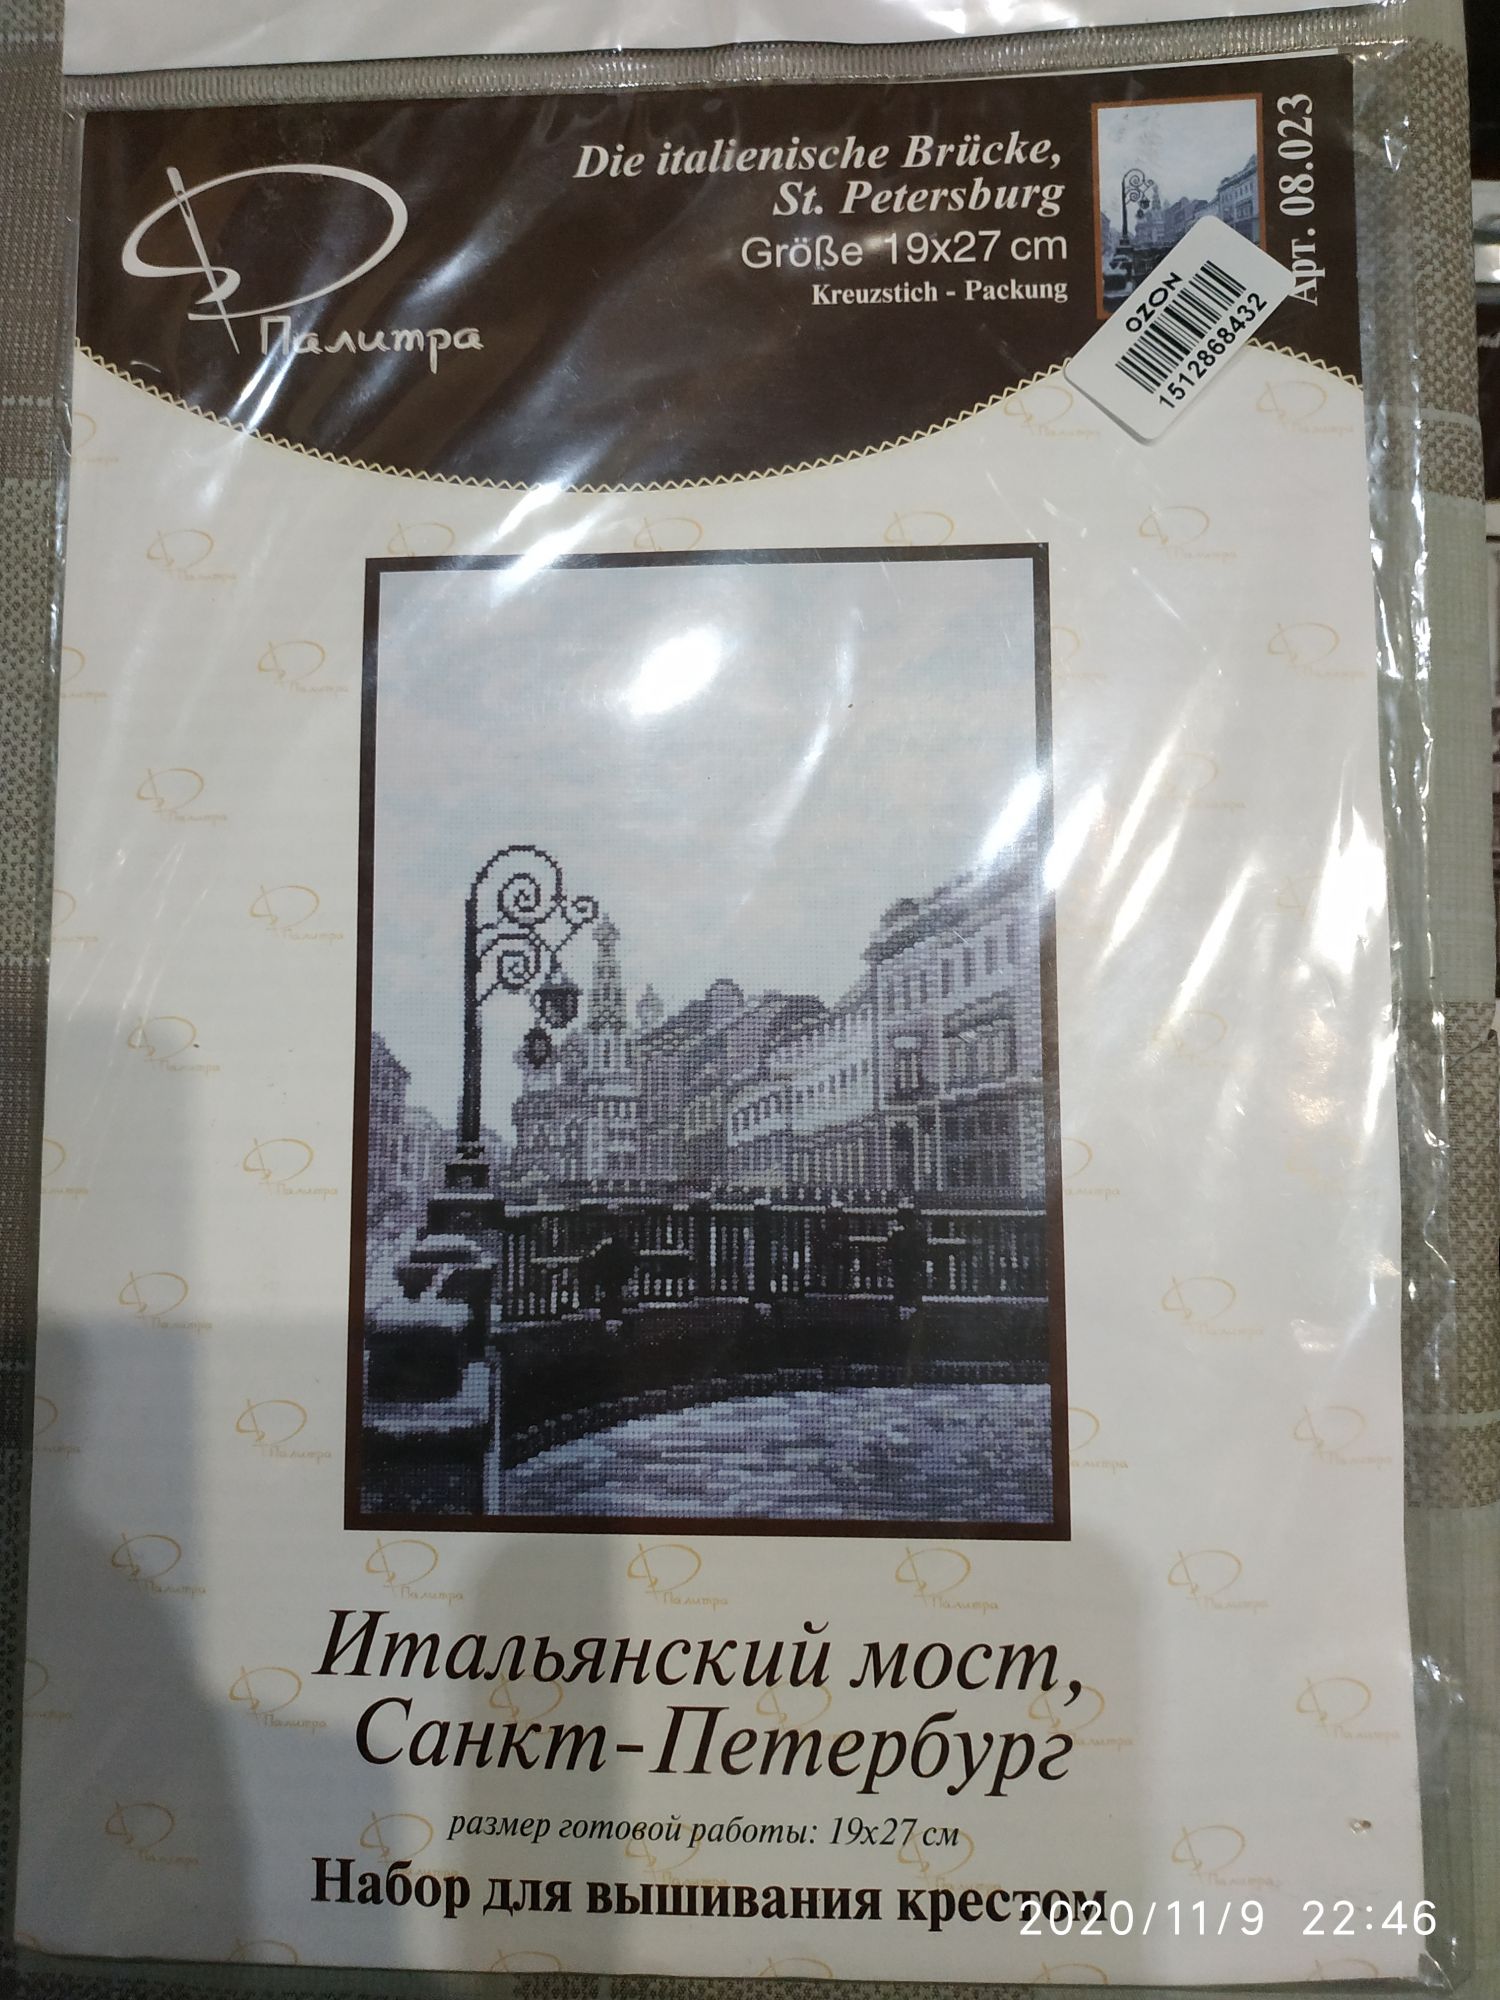 Die italienische Brücke,
St. Petersburg
Größe 19x27 cm
Kreuzstich - Packung
Арт. 08.023
Палитра
OZON
1512868432
Итальянский мост,
Санкт-Петербург
размер готовой работы: 19х27 см
Набор для вышивания крестом
2020/11/9 22:46